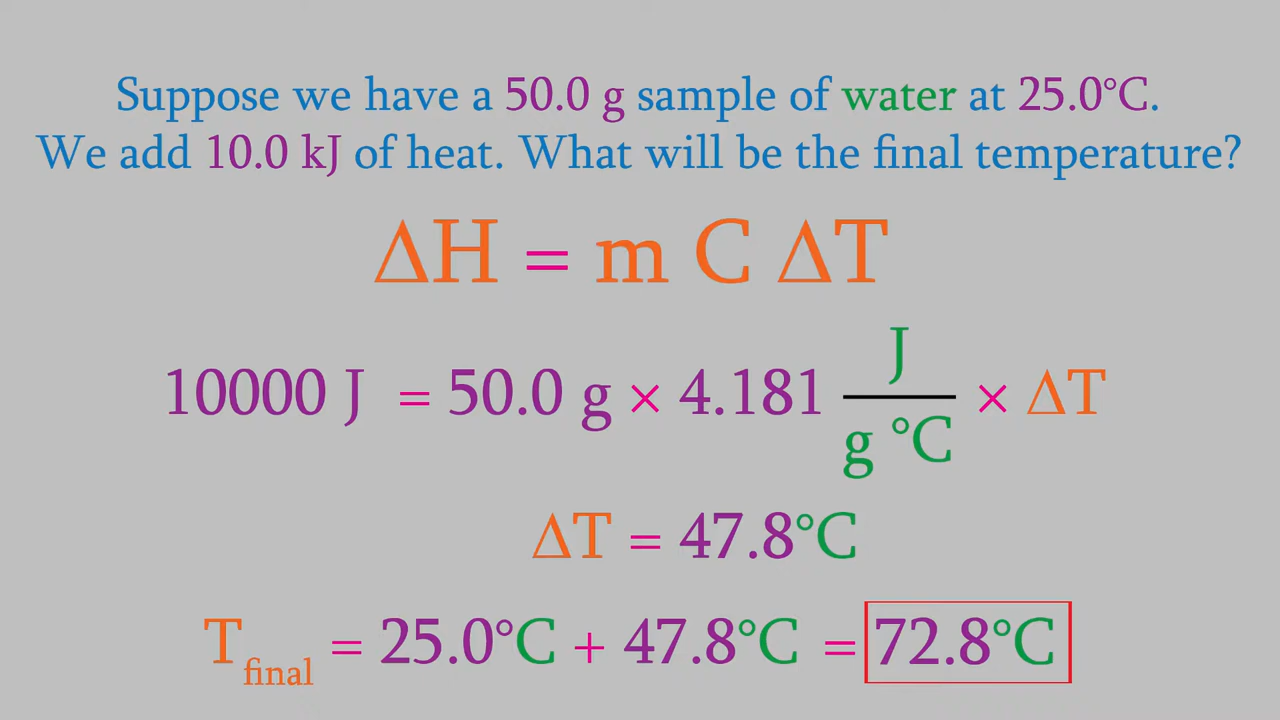 Suppose we have a 50.0 g sample of water at 25.0°C.
We add 10.0 kJ of heat. What will be the final temperature?
ΔH = m C ΔT
10000 J = 50.0 g × 4.181 J / g °C × ΔT
ΔT = 47.8°C
T final = 25.0°C + 47.8°C = 72.8°C